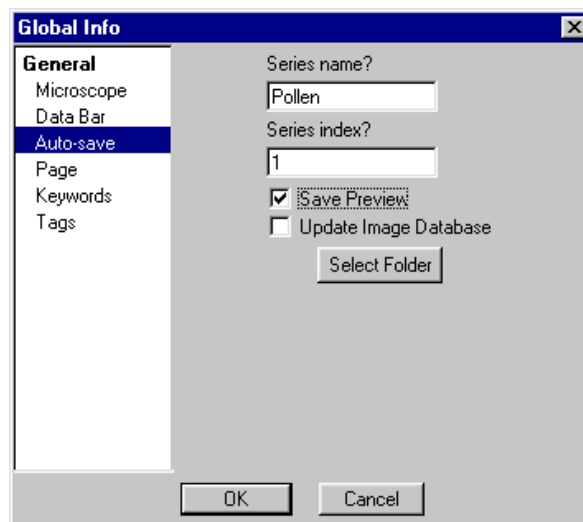 Global Info
General
Microscope
Data Bar
Auto-save
Page
Keywords
Tags
Series name?
Pollen
Series index?
1
Save Preview
Update Image Database
Select Folder
OK
Cancel